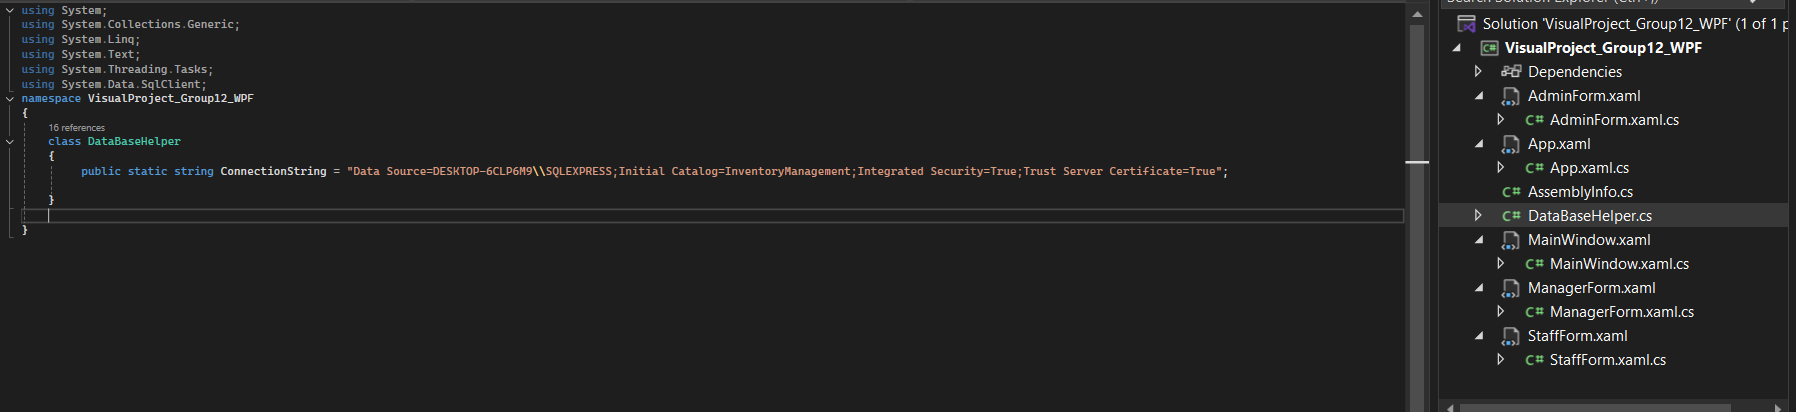 using System;
using System.Collections.Generic;
using System.Linq;
using System.Text;
using System.Threading.Tasks;
using System.Data.SqlClient;
namespace VisualProject_Group12_WPF
{
16 references
class DataBaseHelper
{
public static string ConnectionString = "Data Source=DESKTOP-6CLP6M9\\SQLEXPRESS;Initial Catalog=InventoryManagement;Integrated Security=True;Trust Server Certificate=True";
}
}
Search Solution Explorer (Ctrl+;)
Solution 'VisualProject_Group12_WPF' (1 of 1 p
VisualProject_Group12_WPF
Dependencies
AdminForm.xaml
C# AdminForm.xaml.cs
App.xaml
C# App.xaml.cs
C# AssemblyInfo.cs
C# DataBaseHelper.cs
MainWindow.xaml
C# MainWindow.xaml.cs
ManagerForm.xaml
C# ManagerForm.xaml.cs
StaffForm.xaml
C# StaffForm.xaml.cs